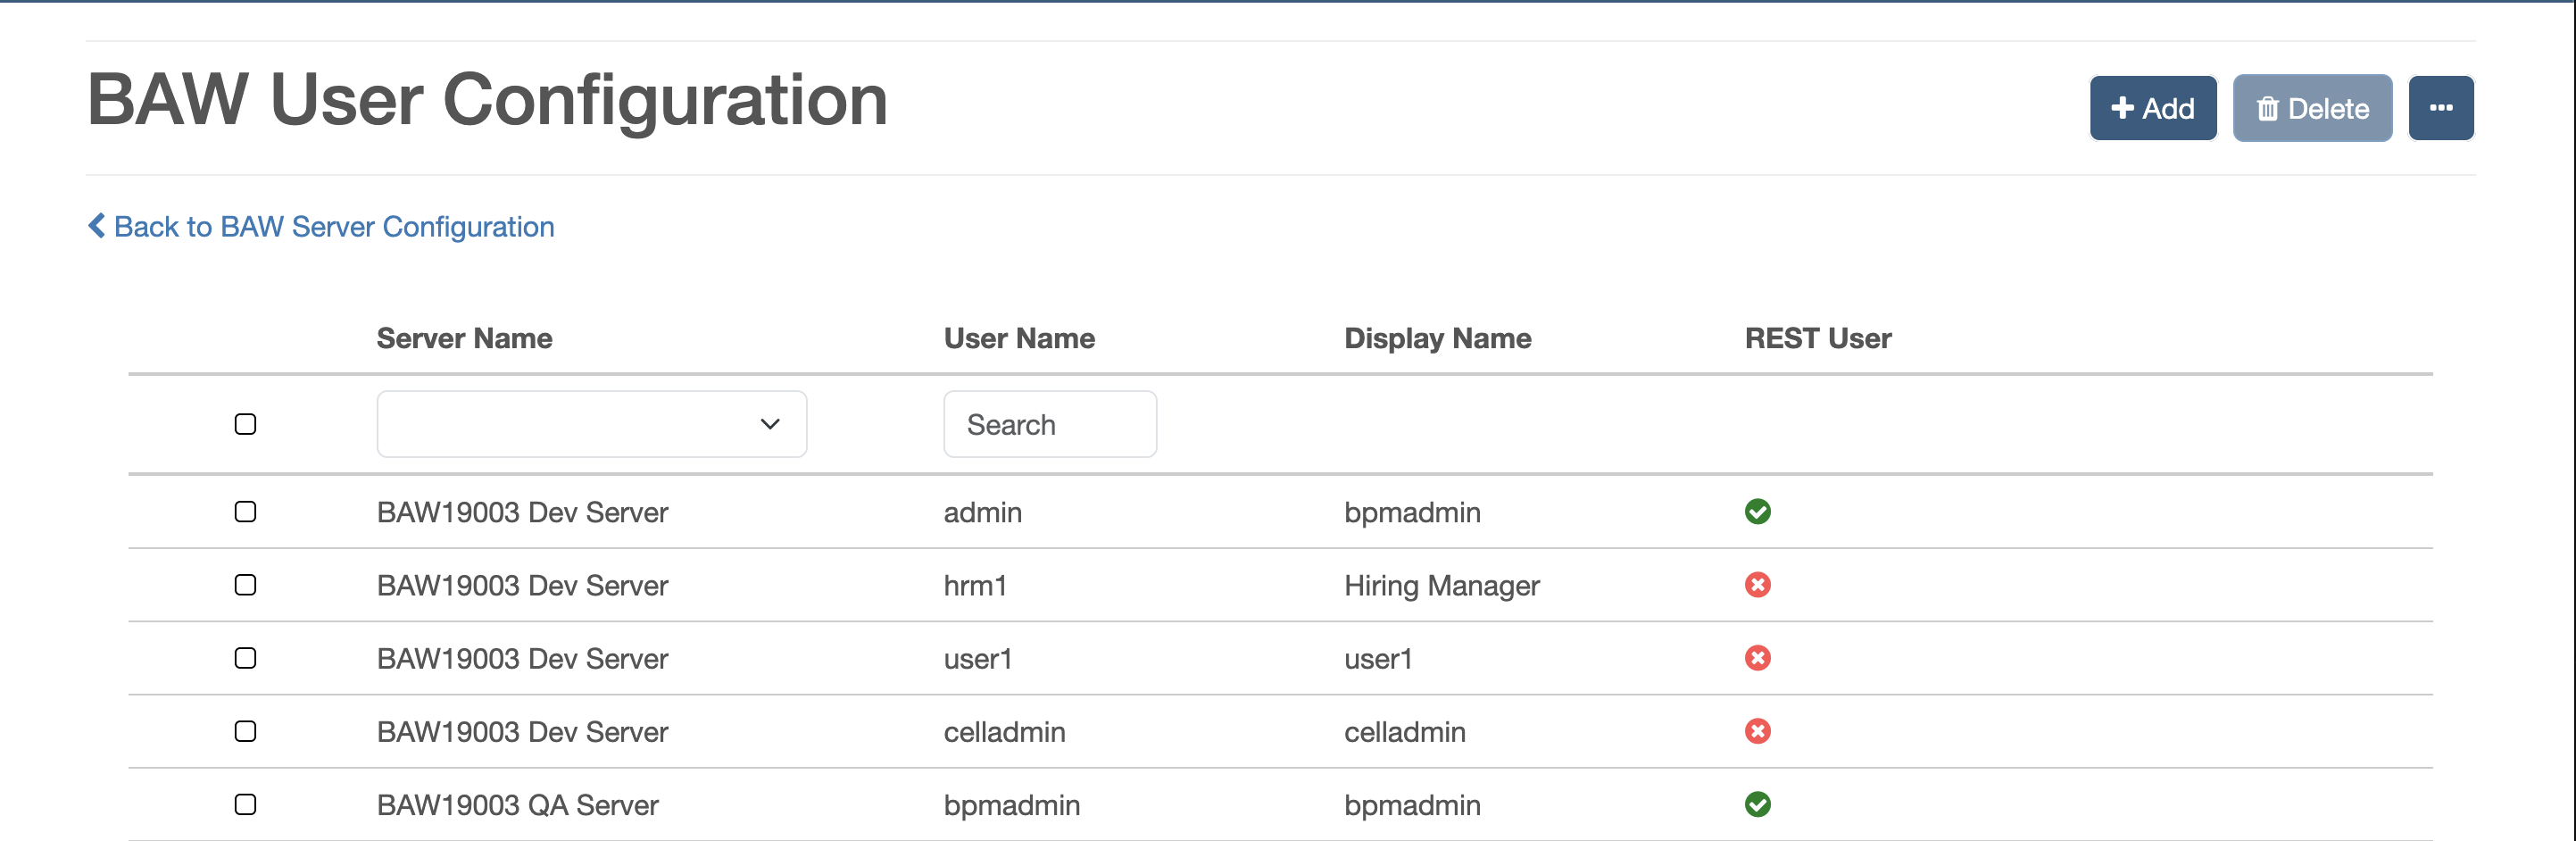 BAW User Configuration
Add
Delete
Back to BAW Server Configuration
Server Name User Name Display Name REST User
Search
BAW19003 Dev Server admin bpmadmin
BAW19003 Dev Server hrm1 Hiring Manager
BAW19003 Dev Server user1 user1
BAW19003 Dev Server celladmin celladmin
BAW19003 QA Server bpmadmin bpmadmin